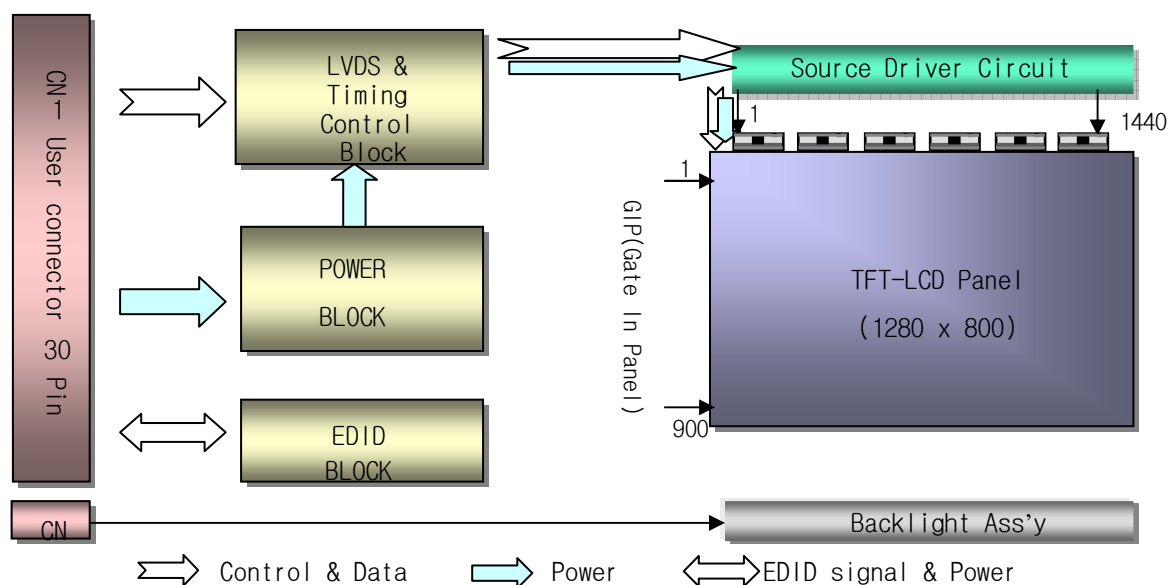 CN-1 User connector 30 Pin
LVDS &
Timing
Control
Block
POWER
BLOCK
EDID
BLOCK
Source Driver Circuit
1
1440
1
GIP(Gate In Panel)
900
TFT-LCD Panel
(1280 x 800)
CN
Backlight Ass'y
Control & Data
Power
EDID signal & Power